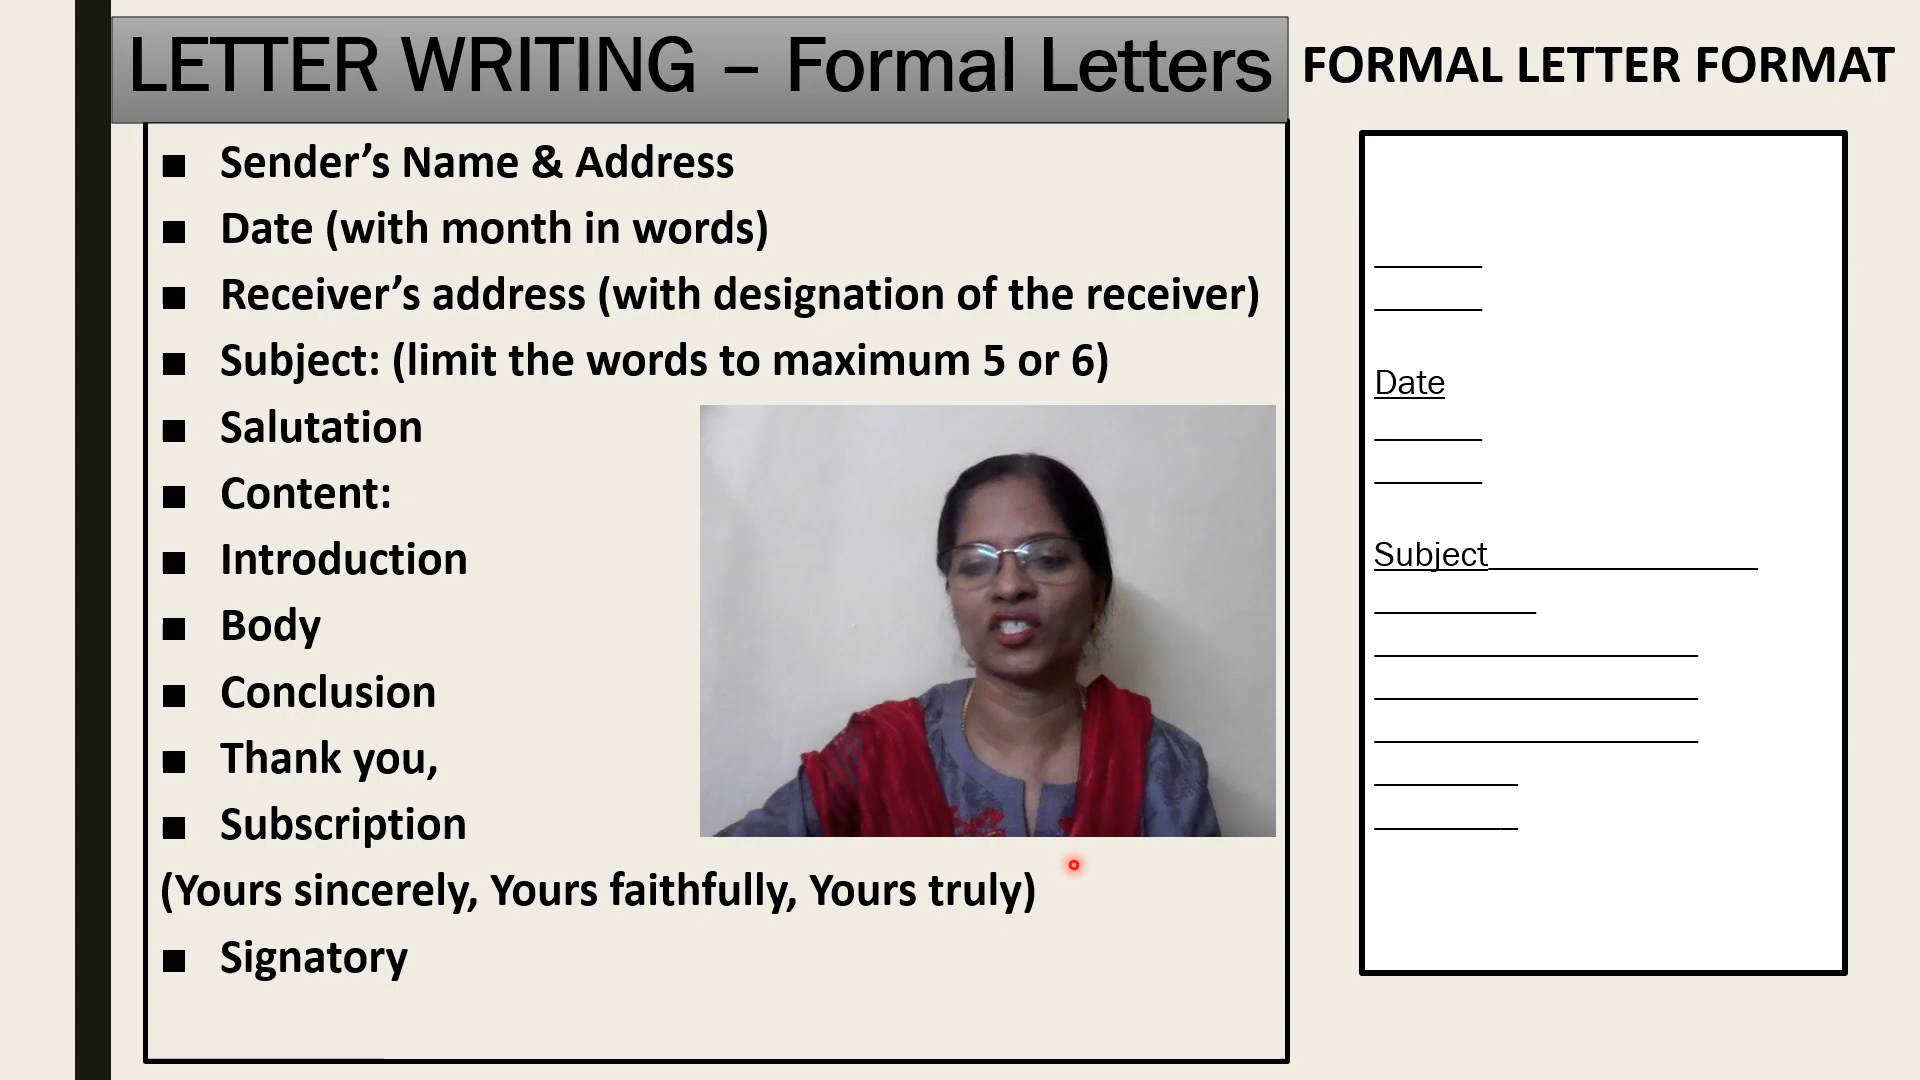 LETTER WRITING – Formal Letters
FORMAL LETTER FORMAT
■ Sender’s Name & Address
■ Date (with month in words)
■ Receiver’s address (with designation of the receiver)
■ Subject: (limit the words to maximum 5 or 6)
■ Salutation
■ Content:
■ Introduction
■ Body
■ Conclusion
■ Thank you,
■ Subscription
(Yours sincerely, Yours faithfully, Yours truly)
■ Signatory
Date
Subject